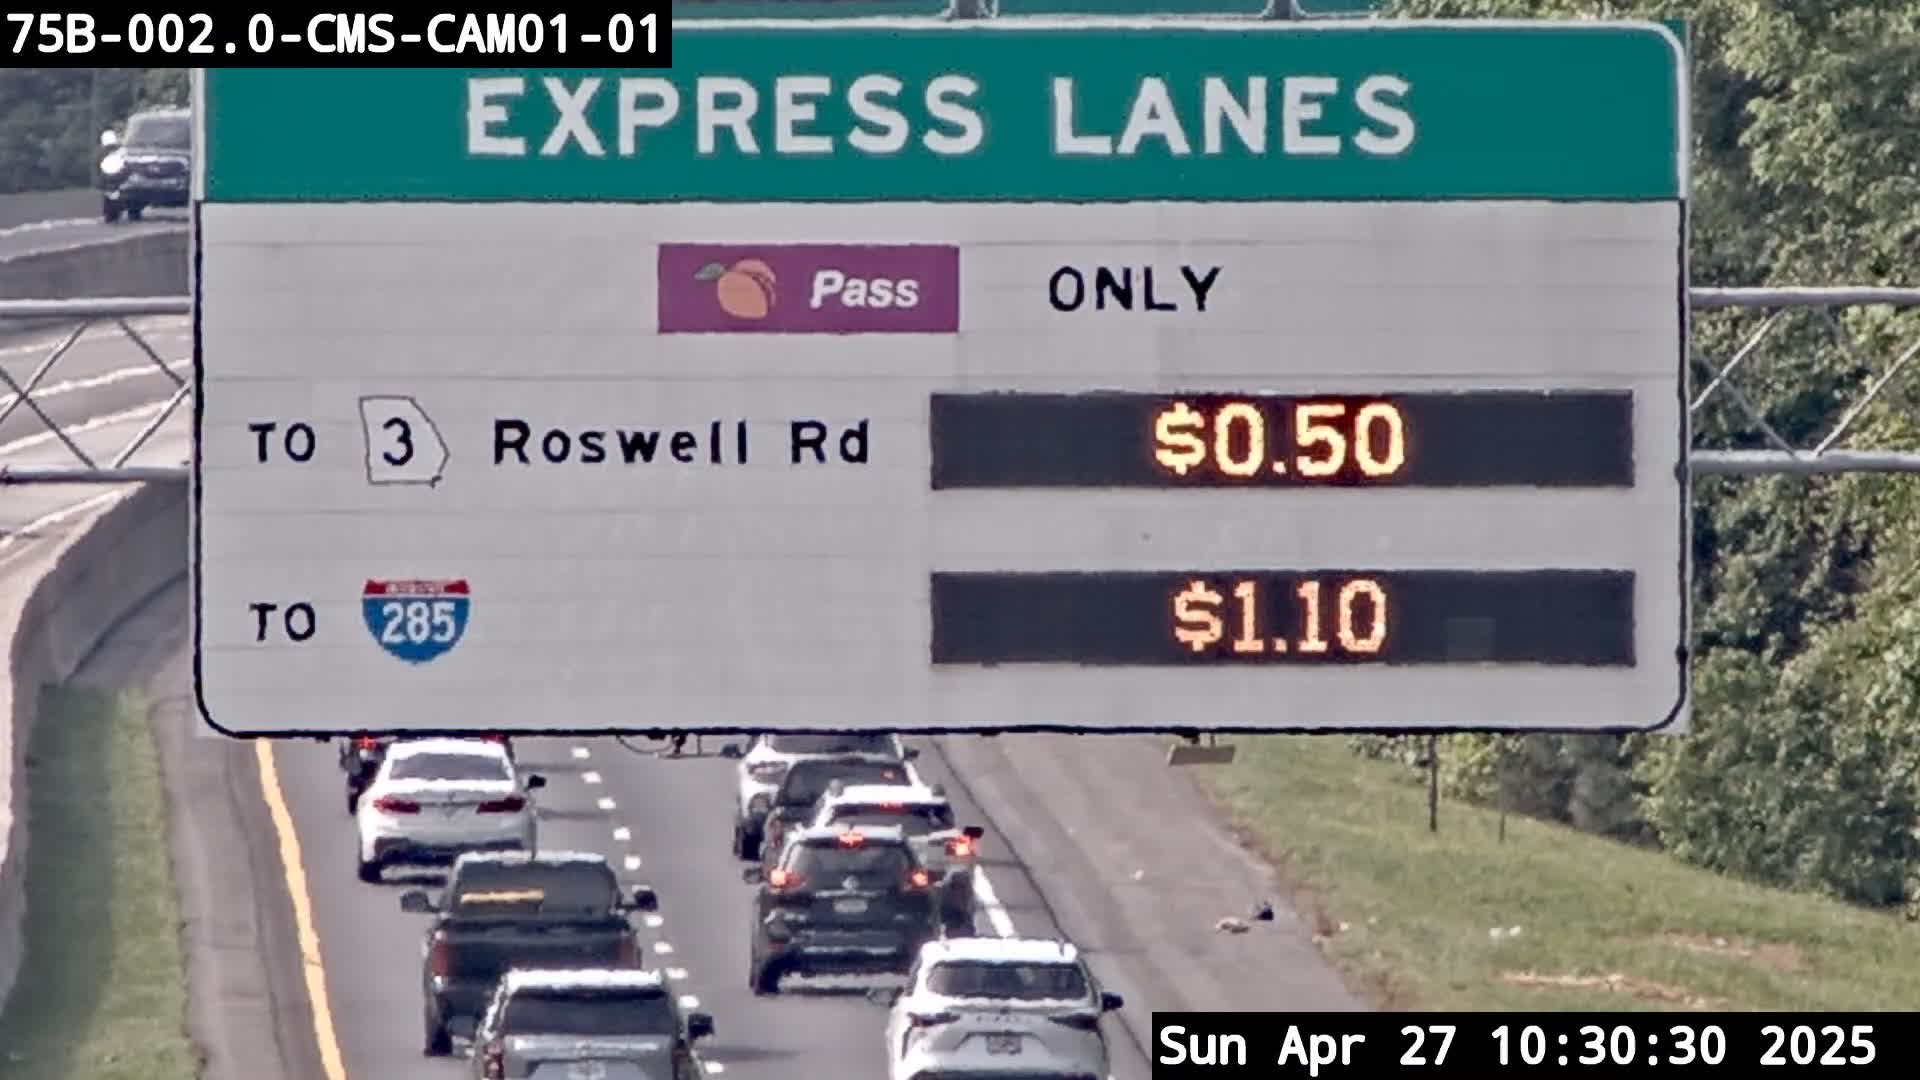 75B-002.0-CMS-CAM01-01
EXPRESS LANES
Pass ONLY
TO 3 Roswell Rd $0.50
TO 285 $1.10
Sun Apr 27 10:30:30 2025